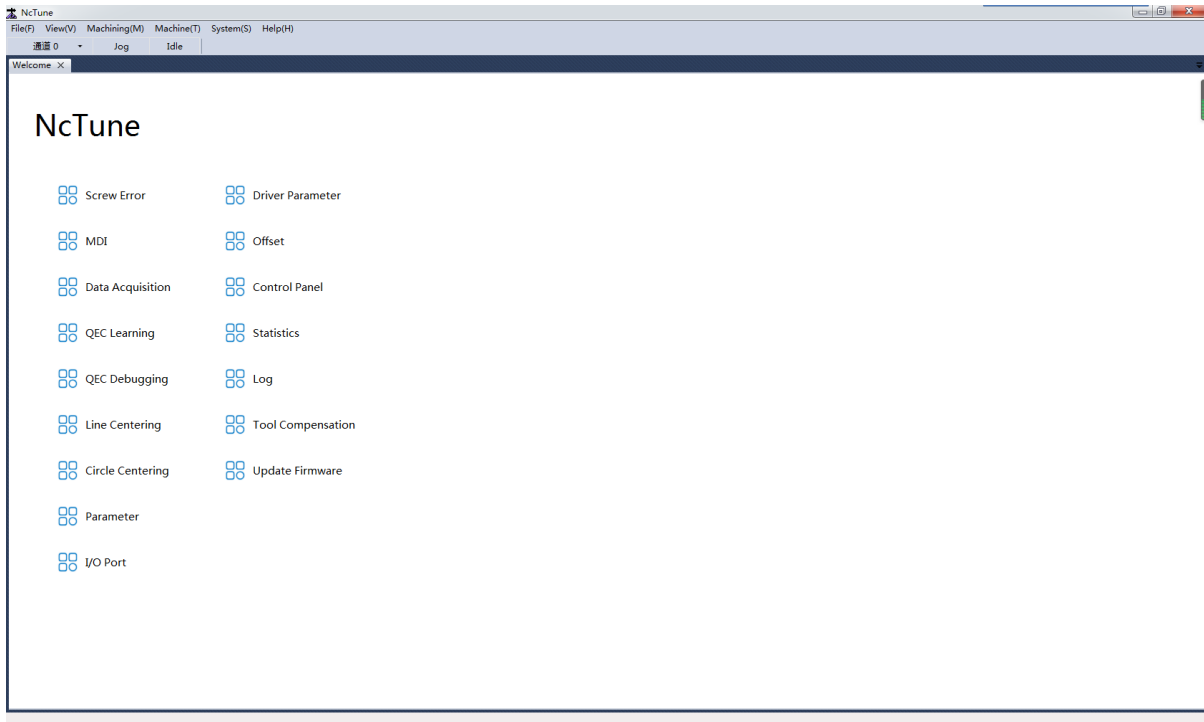 NcTune
File(F) View(V) Machining(M) Machine(T) System(S) Help(H)
通道 0 Jog Idle
Welcome
NcTune
Screw Error Driver Parameter
MDI Offset
Data Acquisition Control Panel
QEC Learning Statistics
QEC Debugging Log
Line Centering Tool Compensation
Circle Centering Update Firmware
Parameter
I/O Port